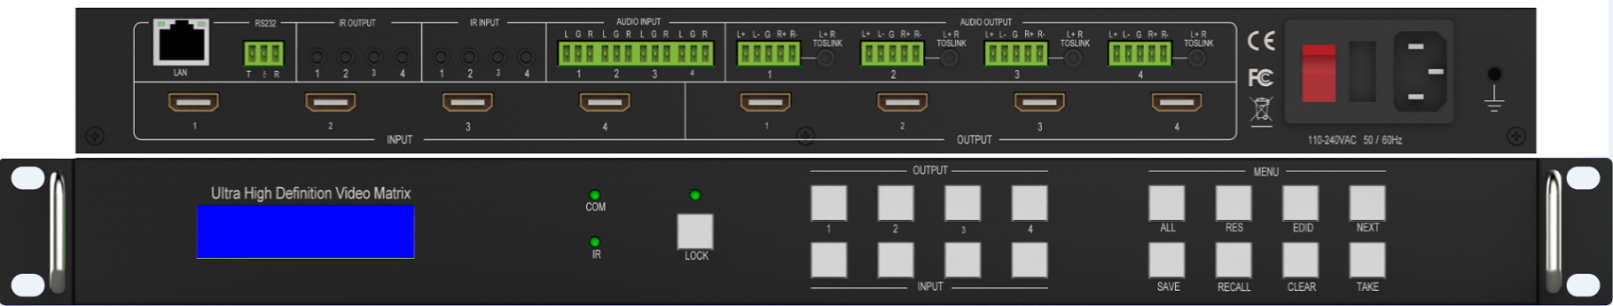 RS232 IR OUTPUT IR INPUT AUDIO INPUT AUDIO OUTPUT
L G R L G R L G R L G R
L+ L- G R+ R- L+ R TOSLINK L+ L- G R+ R- L+ R TOSLINK L+ L- G R+ R- L+ R TOSLINK L+ L- G R+ R- L+ R TOSLINK
CE
LAN T R 1 2 3 4 1 2 3 4 1 2 3 4 1 2 3 4
FC
1 2 3 4 1 2 3 4
INPUT OUTPUT
110-240VAC 50 / 60Hz
OUTPUT MENU
Ultra High Definition Video Matrix
COM
1 2 3 4 ALL RES EDID NEXT
IR LOCK
INPUT SAVE RECALL CLEAR TAKE